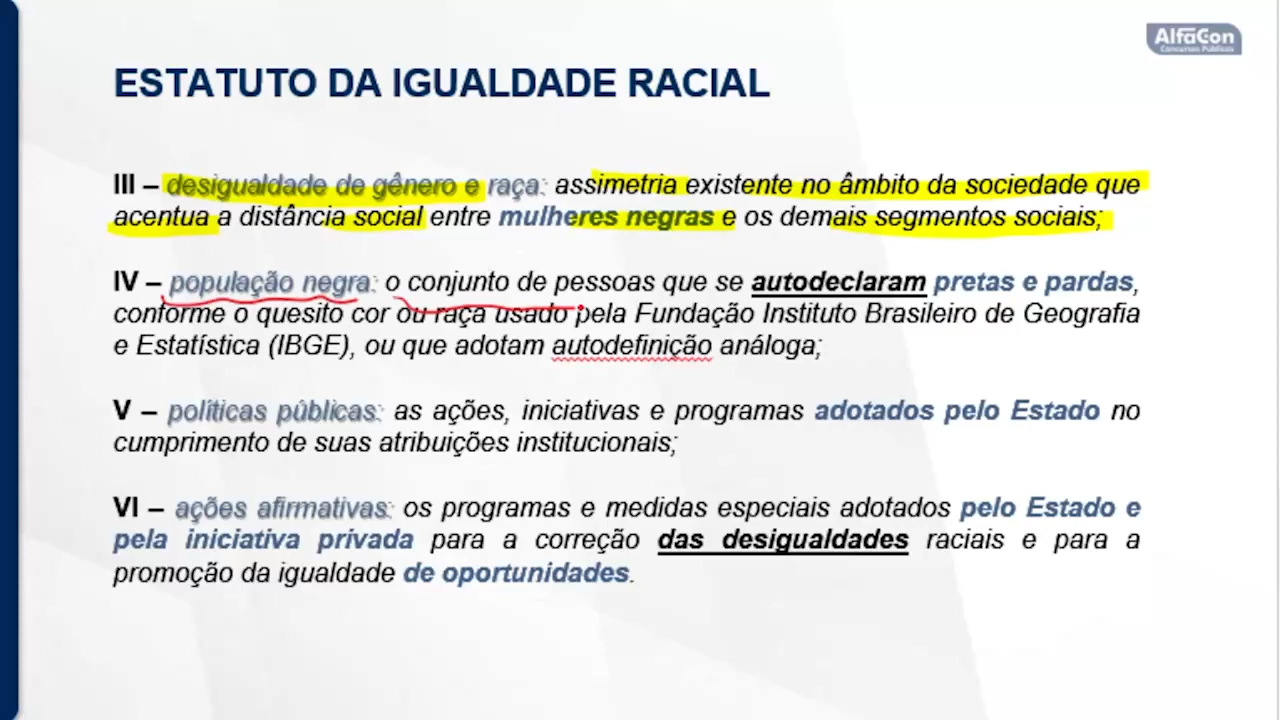 AlfaCon
Concursos Públicos
ESTATUTO DA IGUALDADE RACIAL
III – desigualdade de gênero e raça: assimetria existente no âmbito da sociedade que
acentua a distância social entre mulheres negras e os demais segmentos sociais;
IV – população negra: o conjunto de pessoas que se autodeclaram pretas e pardas,
conforme o quesito cor ou raça usado pela Fundação Instituto Brasileiro de Geografia
e Estatística (IBGE), ou que adotam autodefinição análoga;
V – políticas públicas: as ações, iniciativas e programas adotados pelo Estado no
cumprimento de suas atribuições institucionais;
VI – ações afirmativas: os programas e medidas especiais adotados pelo Estado e
pela iniciativa privada para a correção das desigualdades raciais e para a
promoção da igualdade de oportunidades.